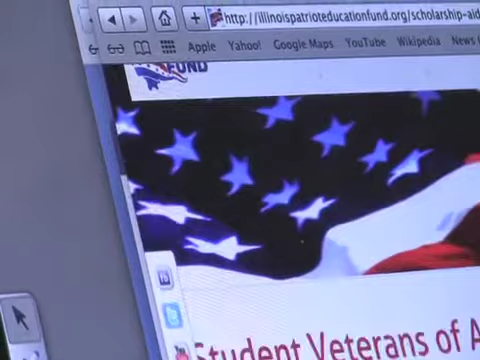 http://illinoispatrioteducationfund.org/scholarship-aid
Apple Yahoo! Google Maps YouTube Wikipedia News
FUND
Student Veterans of A